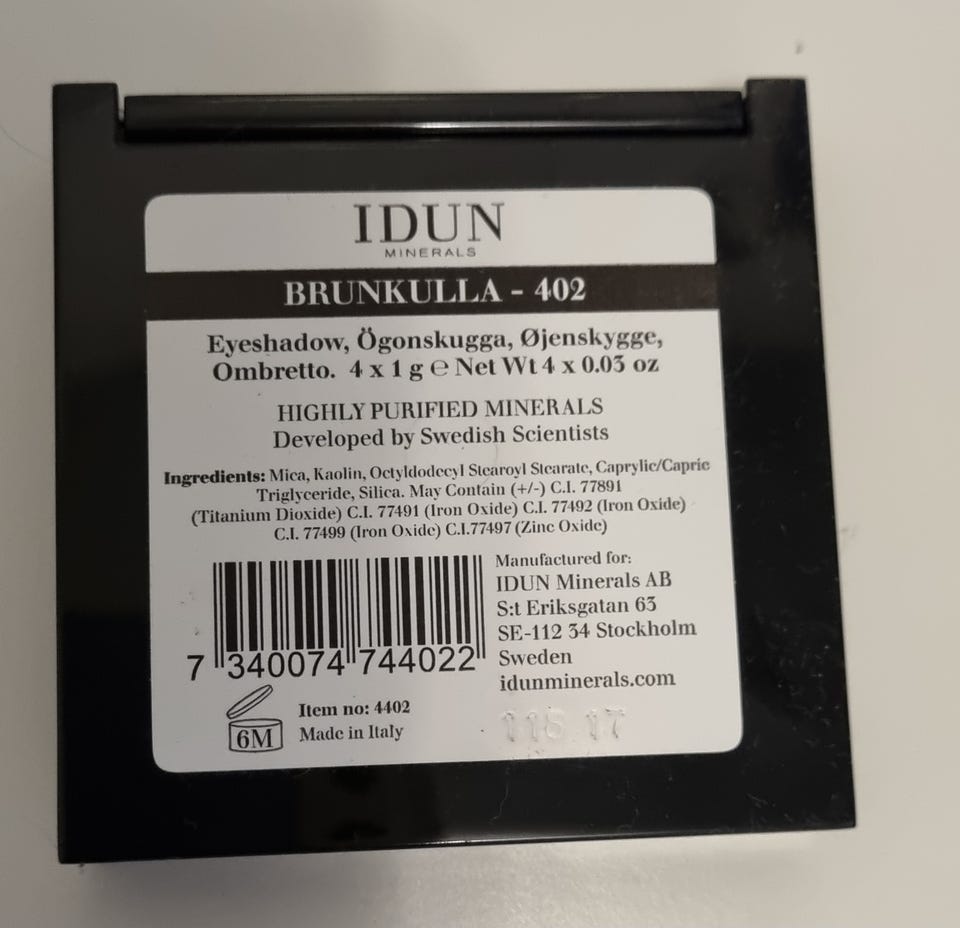 IDUN
MINERALS
BRUNKULLA - 402
Eyeshadow, Ögonskugga, Øjenskygge,
Ombretto. 4 x 1 g ℮ Net Wt 4 x 0.03 oz
HIGHLY PURIFIED MINERALS
Developed by Swedish Scientists
Ingredients: Mica, Kaolin, Octyldodecyl Stearoyl Stearate, Caprylic/Capric
Triglyceride, Silica. May Contain (+/-) C.I. 77891
(Titanium Dioxide) C.I. 77491 (Iron Oxide) C.I. 77492 (Iron Oxide)
C.I. 77499 (Iron Oxide) C.I.77497 (Zinc Oxide)
7 340074 744022
6M
Item no: 4402
Made in Italy
Manufactured for:
IDUN Minerals AB
S:t Eriksgatan 63
SE-112 34 Stockholm
Sweden
idunminerals.com
17